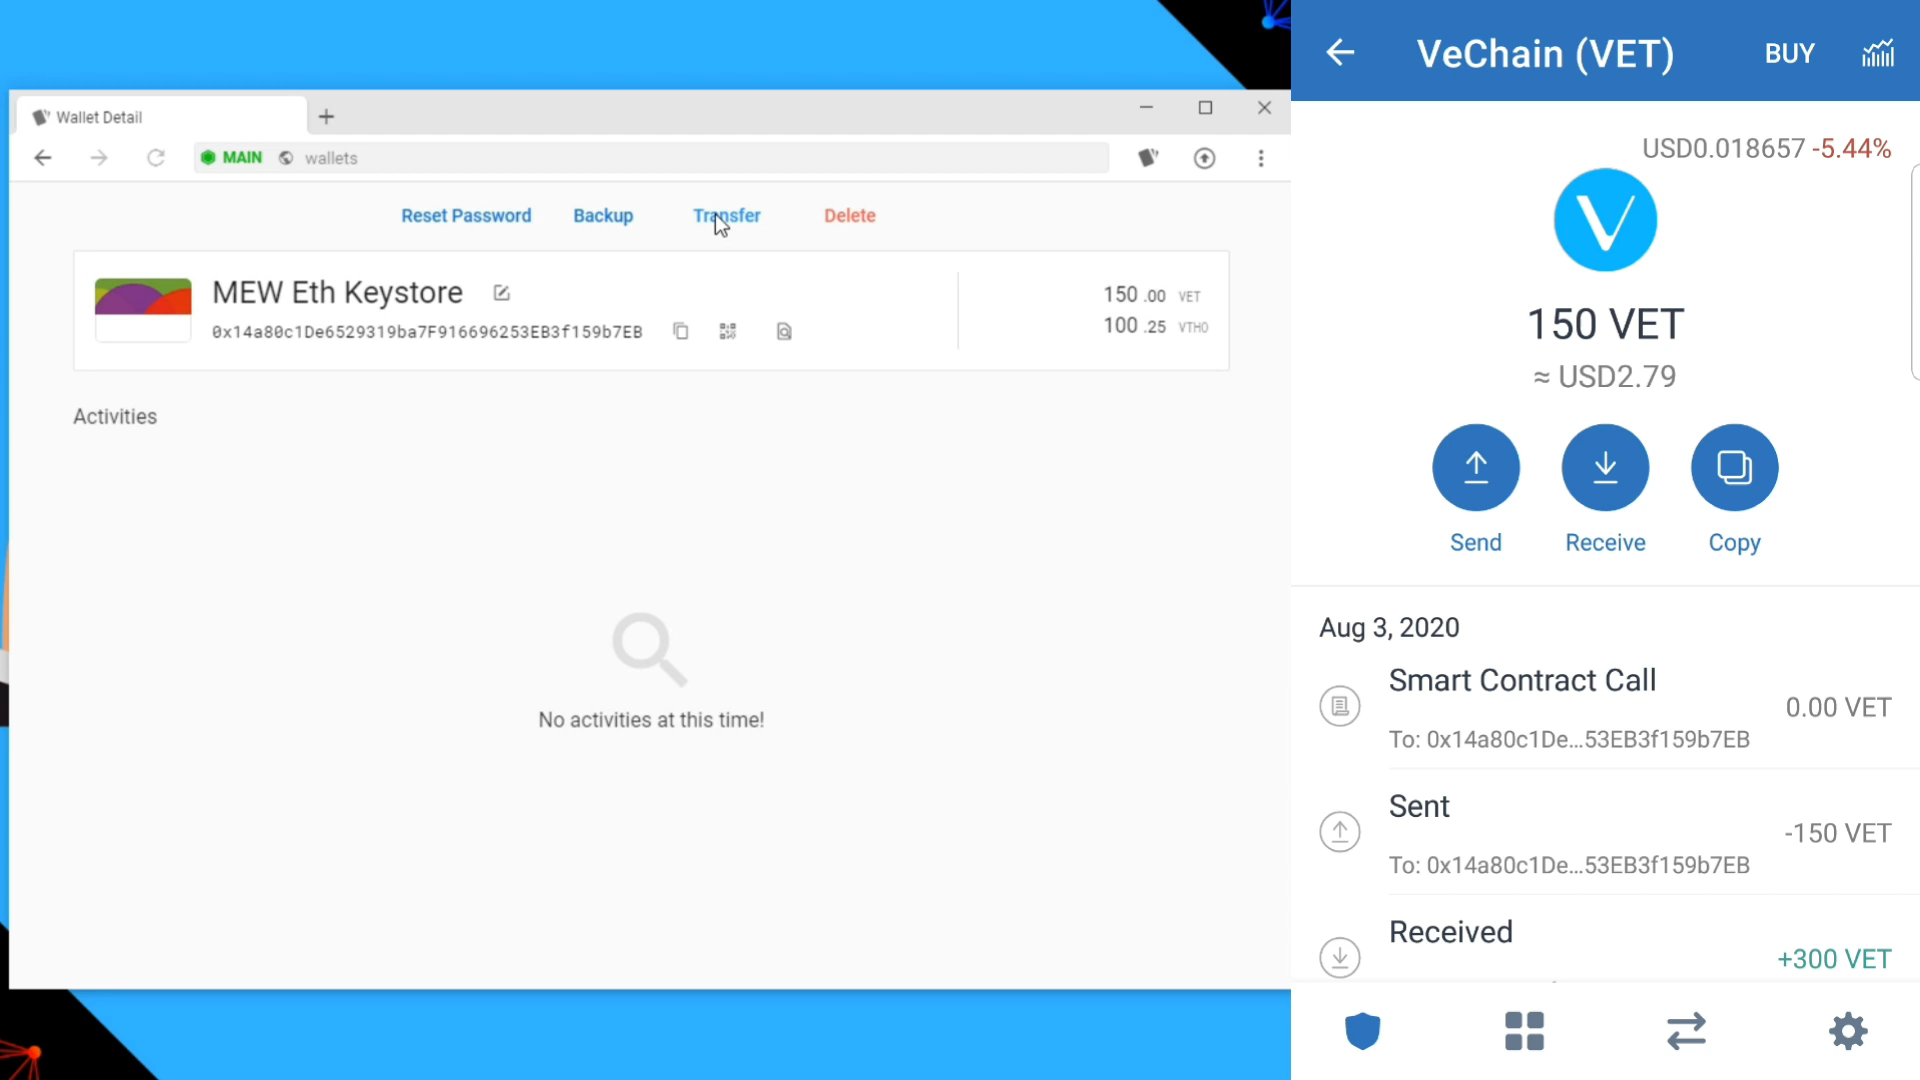 Wallet Detail
MAIN wallets
Reset Password Backup Transfer Delete
MEW Eth Keystore
0x14a80c1De6529319ba7F916696253EB3f159b7EB
150 .00 VET
100 .25 VTHO
Activities
No activities at this time!
VeChain (VET) BUY
USD0.018657 -5.44%
150 VET
≈ USD2.79
Send Receive Copy
Aug 3, 2020
Smart Contract Call
0.00 VET
To: 0x14a80c1De...53EB3f159b7EB
Sent
-150 VET
To: 0x14a80c1De...53EB3f159b7EB
Received
+300 VET